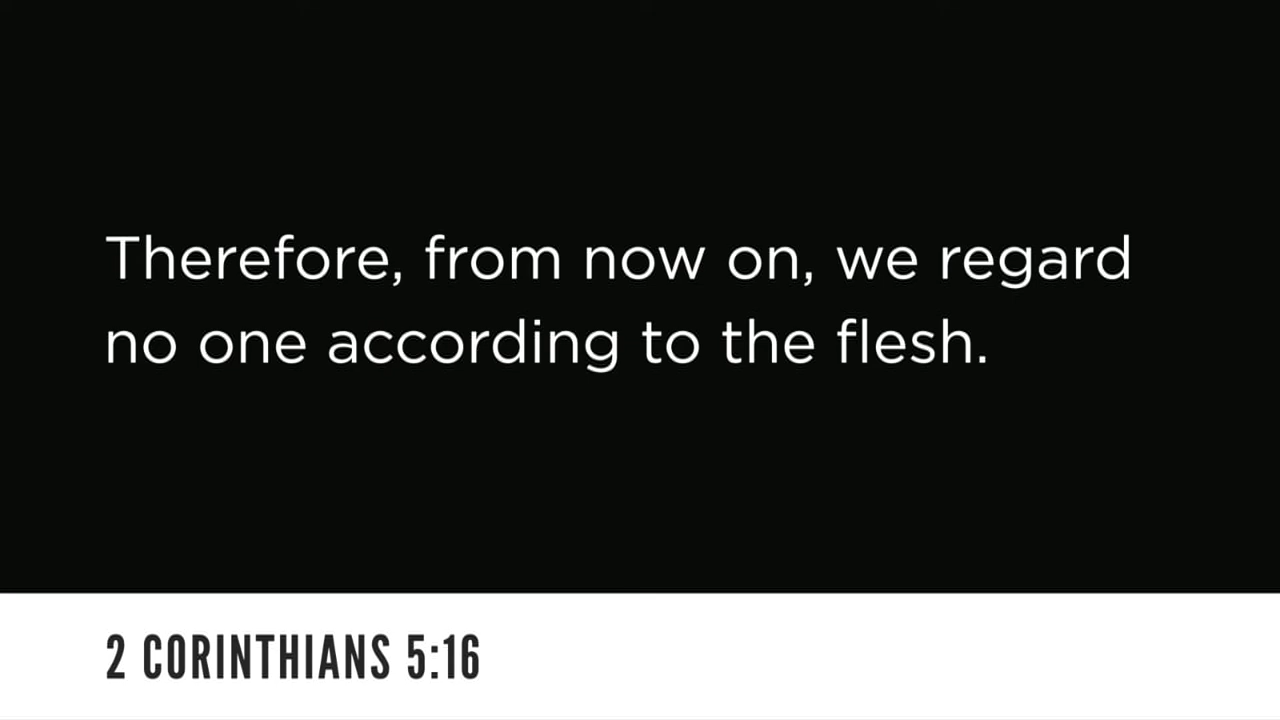 Therefore, from now on, we regard
no one according to the flesh.
2 CORINTHIANS 5:16